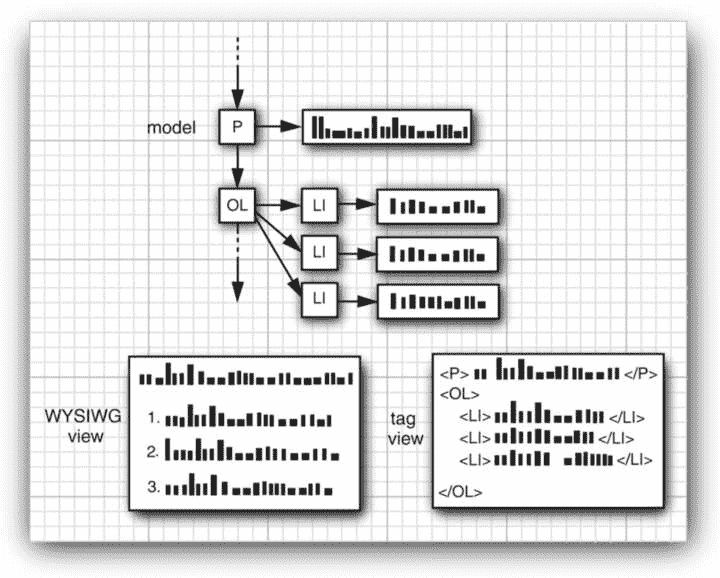 model
P
OL
LI
LI
LI
WYSIWG
view
1.
2.
3.
tag
view
<P> </P>
<OL>
<LI> </LI>
<LI> </LI>
<LI> </LI>
</OL>